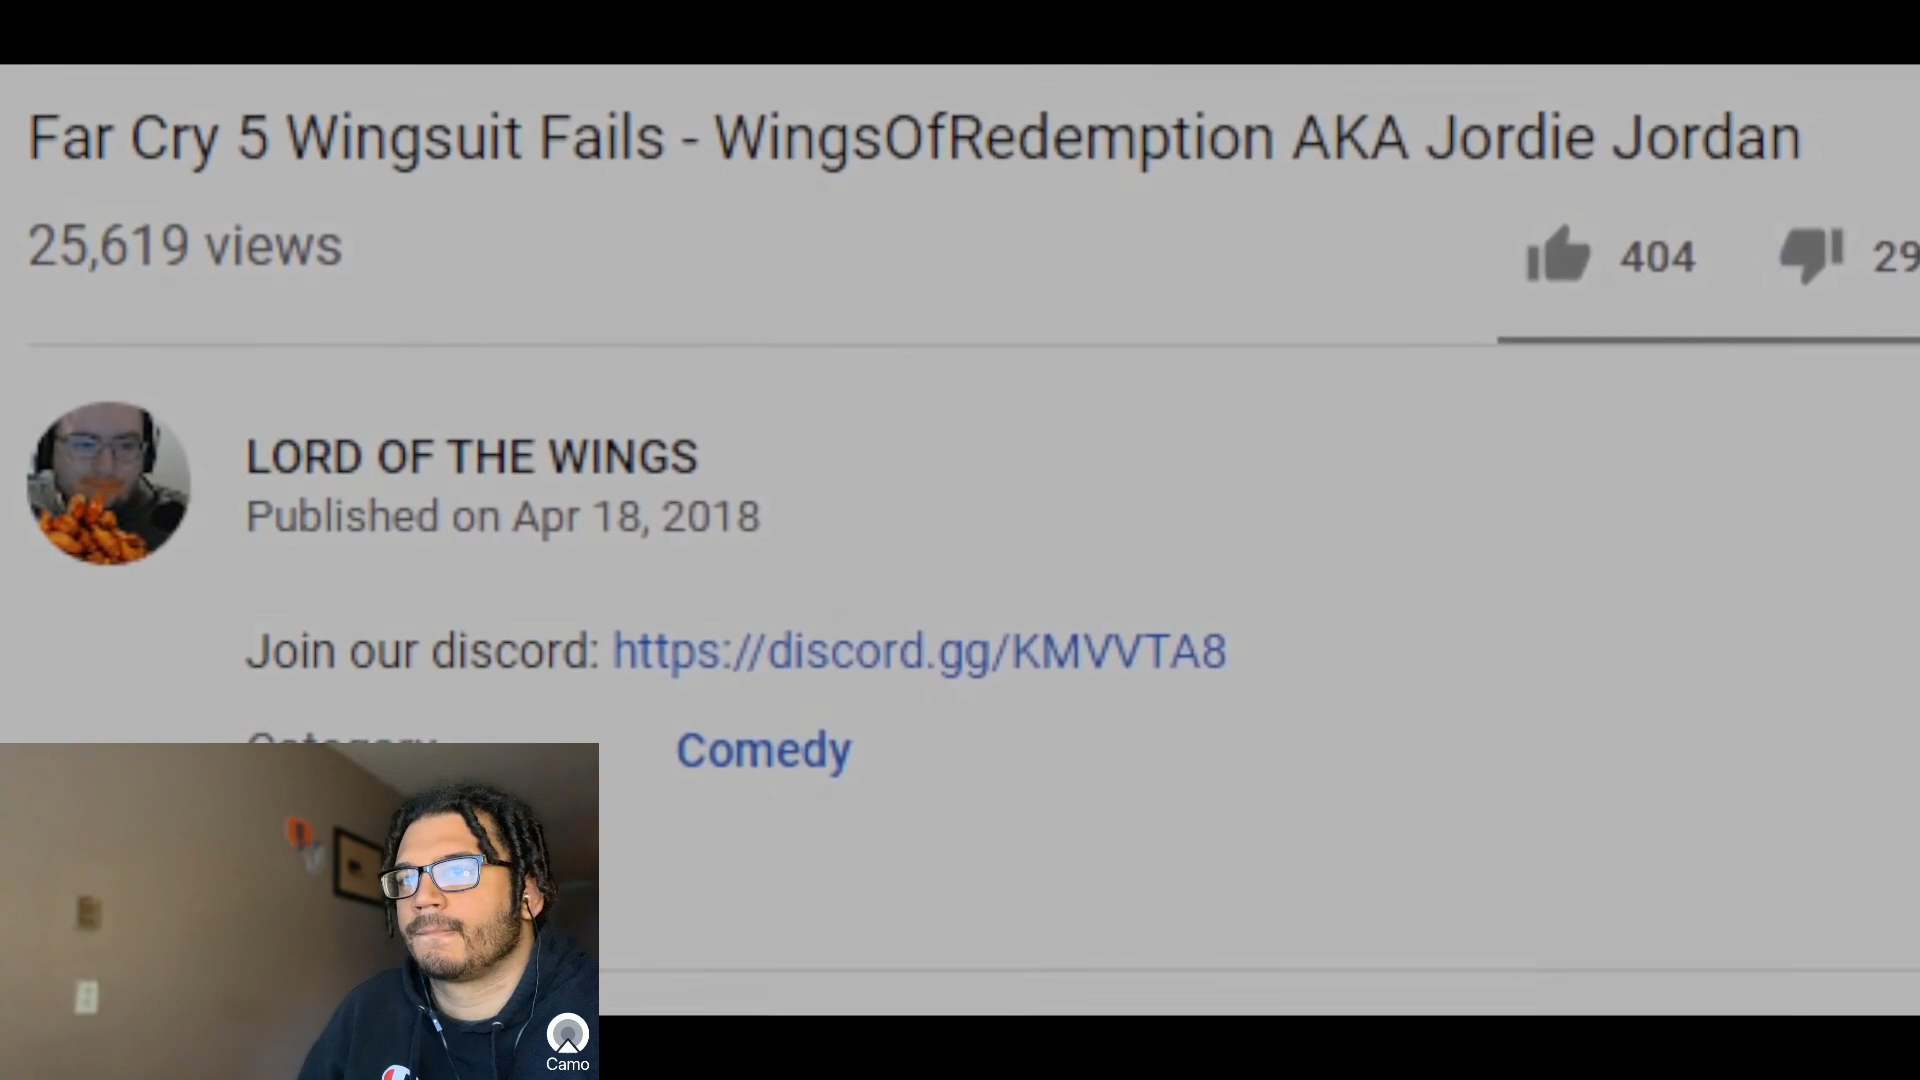 Far Cry 5 Wingsuit Fails - WingsOfRedemption AKA Jordie Jordan
25,619 views
404
29
LORD OF THE WINGS
Published on Apr 18, 2018
Join our discord: https://discord.gg/KMVVTA8
Category
Comedy
Camo